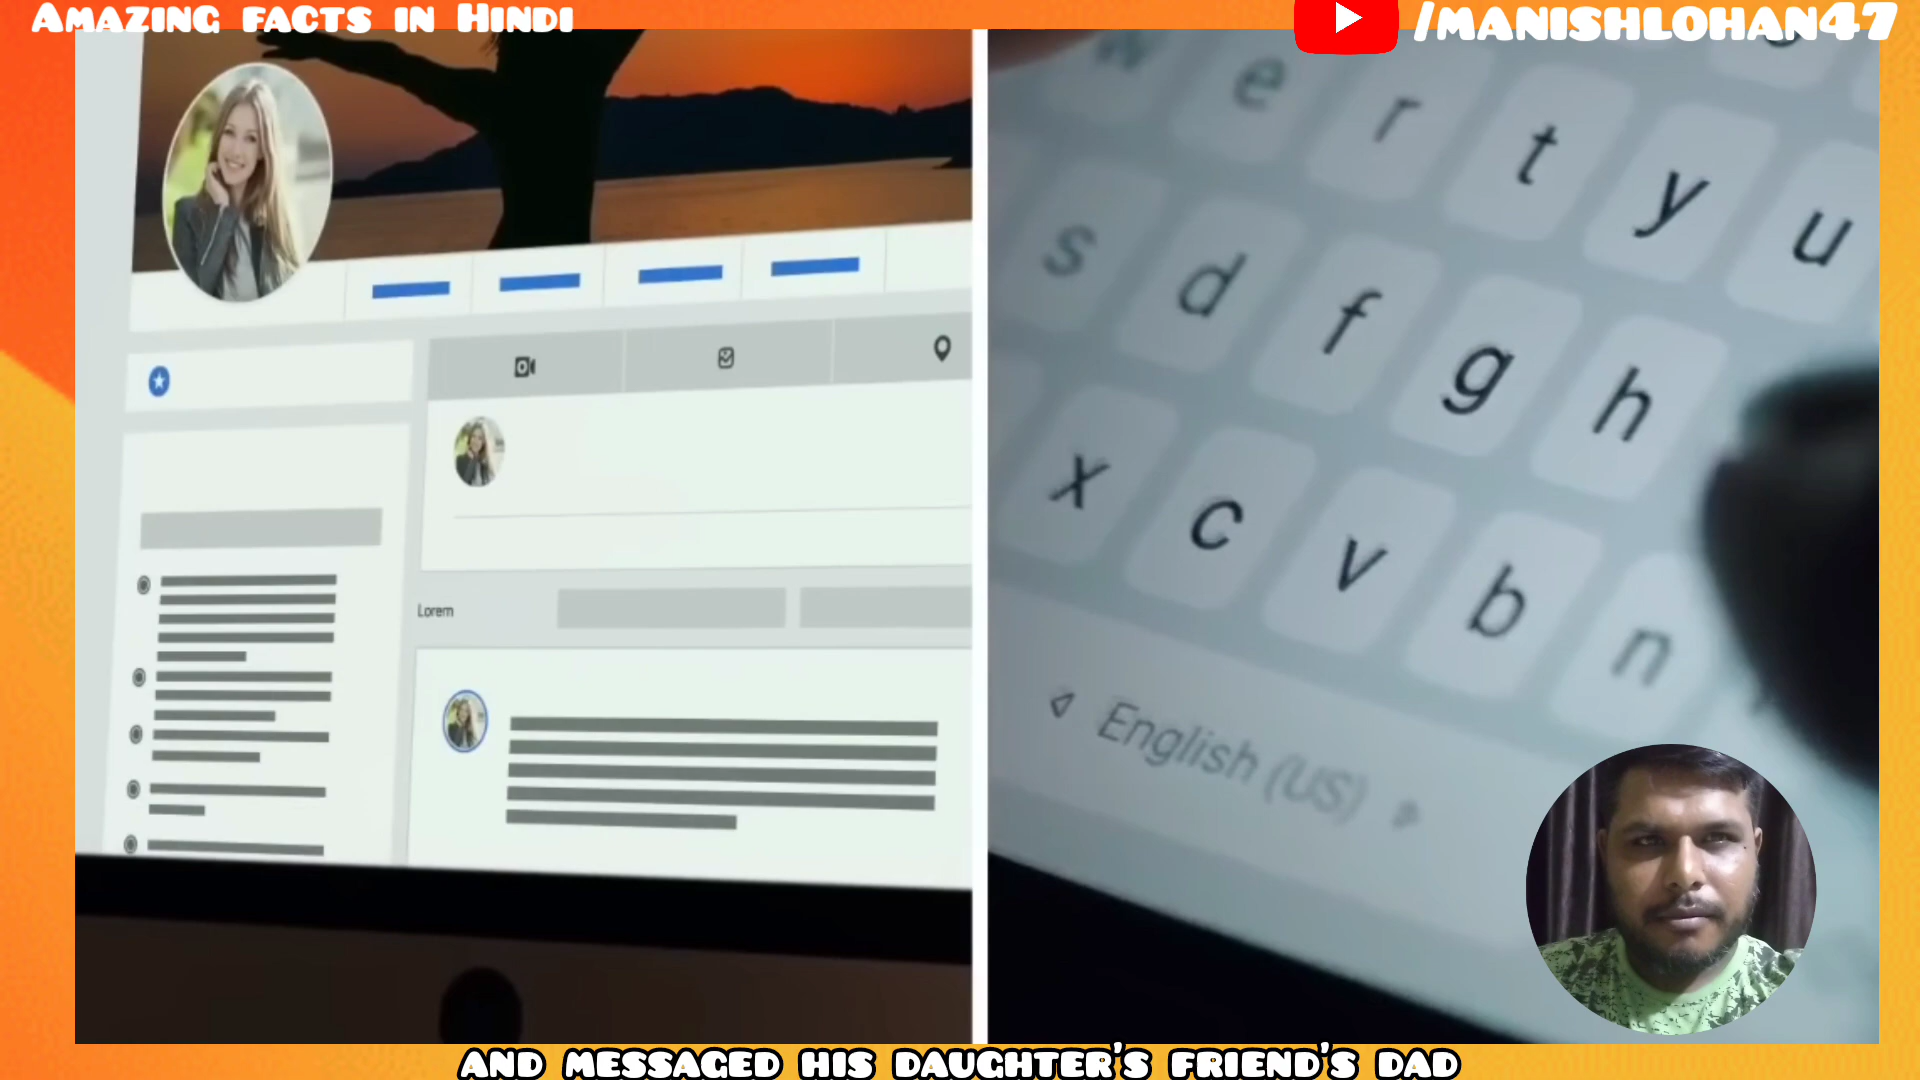 Amazing facts in Hindi
/manishlohan47
w e r t y u
s d f g h
x c v b n
English (US)
Lorem
and messaged his daughter's friend's dad